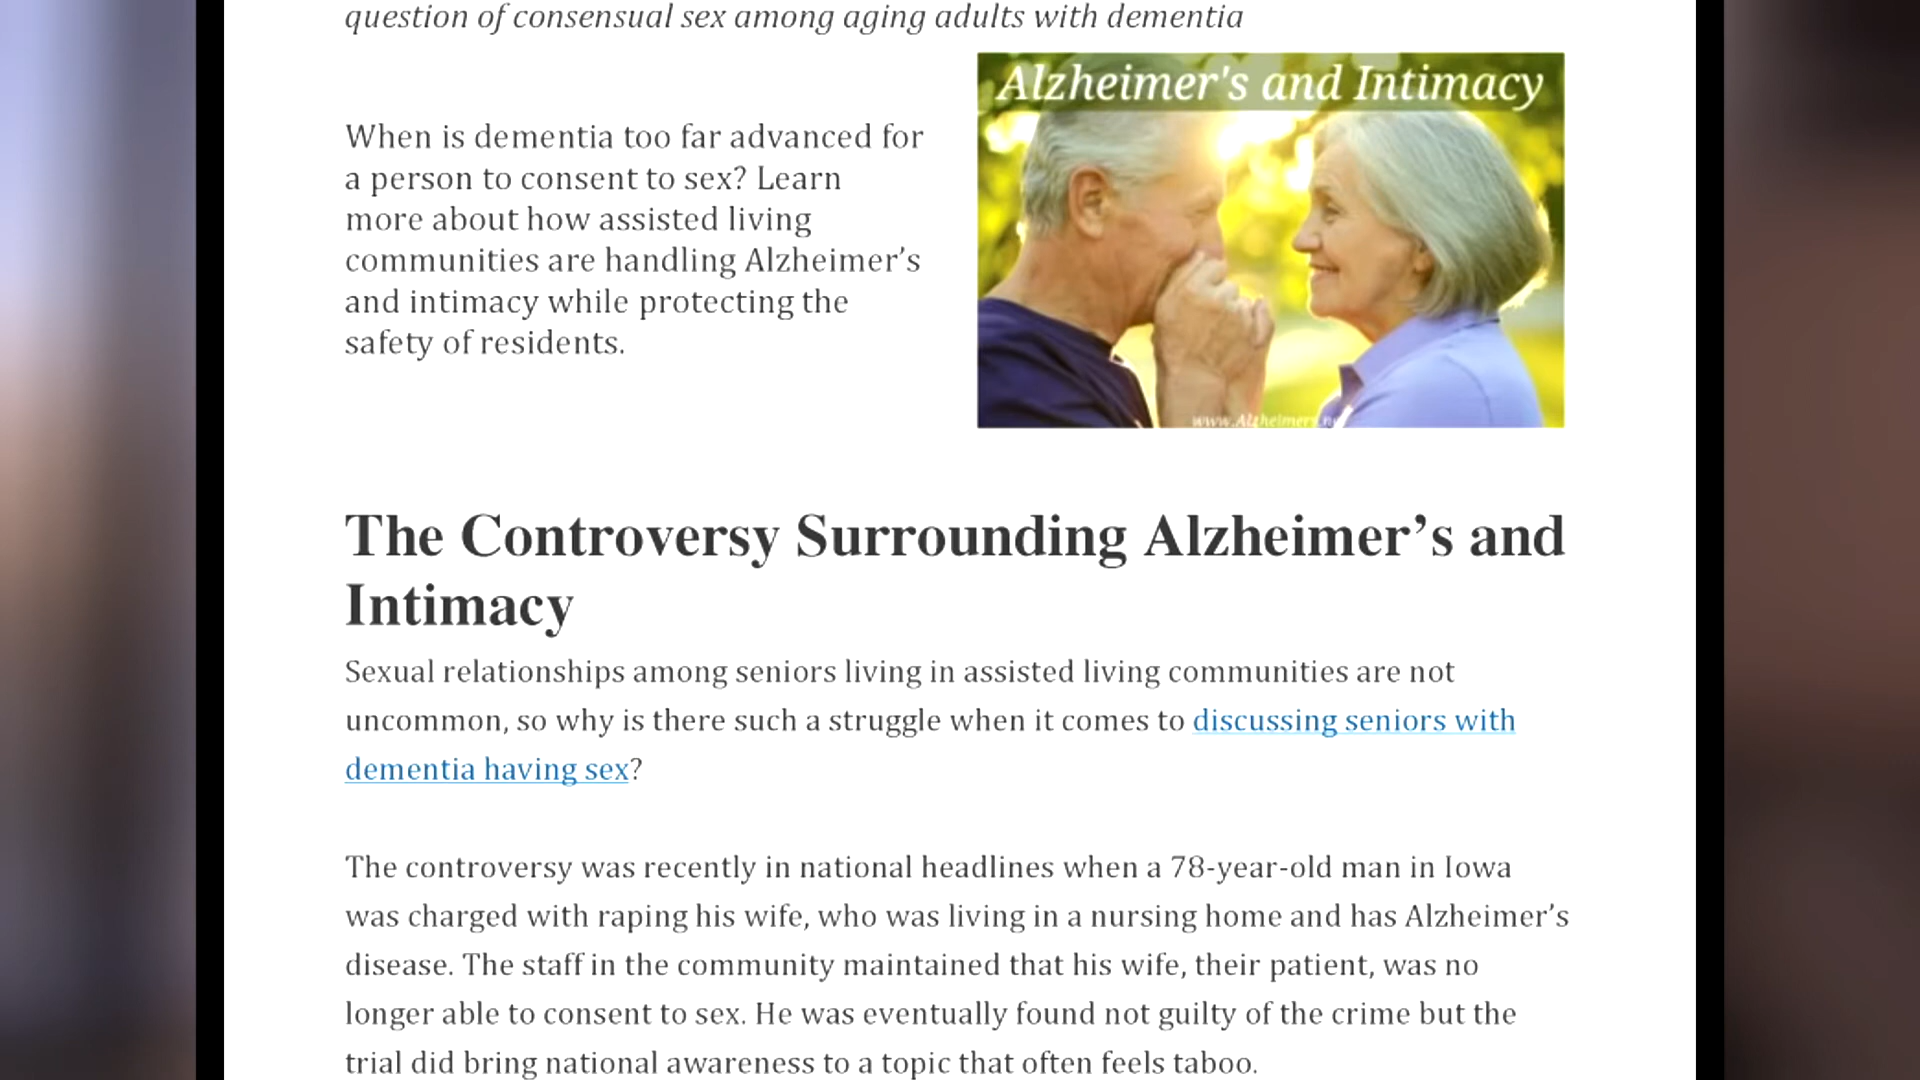 question of consensual sex among aging adults with dementia
Alzheimer's and Intimacy
When is dementia too far advanced for
a person to consent to sex? Learn
more about how assisted living
communities are handling Alzheimer’s
and intimacy while protecting the
safety of residents.
www.Alzheimers.ne
The Controversy Surrounding Alzheimer’s and
Intimacy
Sexual relationships among seniors living in assisted living communities are not
uncommon, so why is there such a struggle when it comes to discussing seniors with
dementia having sex?
The controversy was recently in national headlines when a 78-year-old man in Iowa
was charged with raping his wife, who was living in a nursing home and has Alzheimer’s
disease. The staff in the community maintained that his wife, their patient, was no
longer able to consent to sex. He was eventually found not guilty of the crime but the
trial did bring national awareness to a topic that often feels taboo.